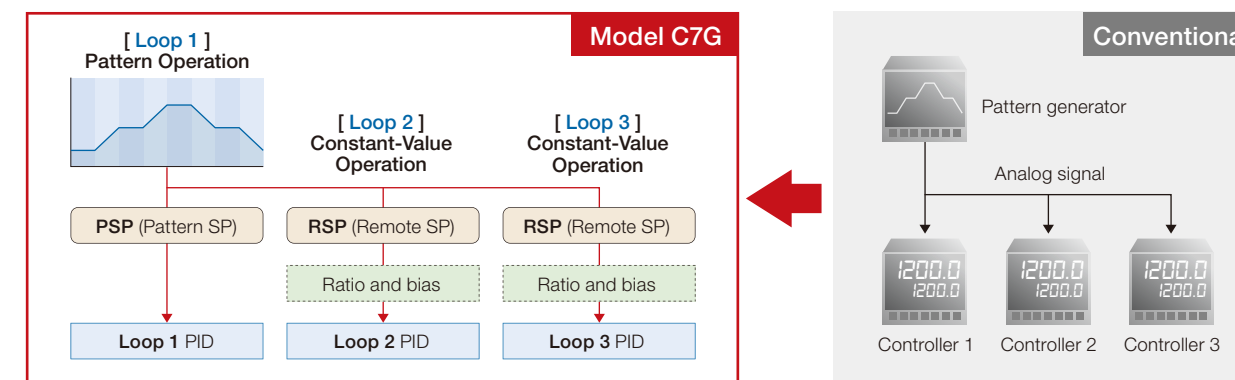 Model C7G
[ Loop 1 ]
Pattern Operation
[ Loop 2 ]
Constant-Value
Operation
[ Loop 3 ]
Constant-Value
Operation
PSP (Pattern SP)
RSP (Remote SP)
RSP (Remote SP)
Ratio and bias
Ratio and bias
Loop 1 PID
Loop 2 PID
Loop 3 PID
Pattern generator
Analog signal
1200.0
1200.0
1200.0
1200.0
1200.0
1200.0
Controller 1
Controller 2
Controller 3